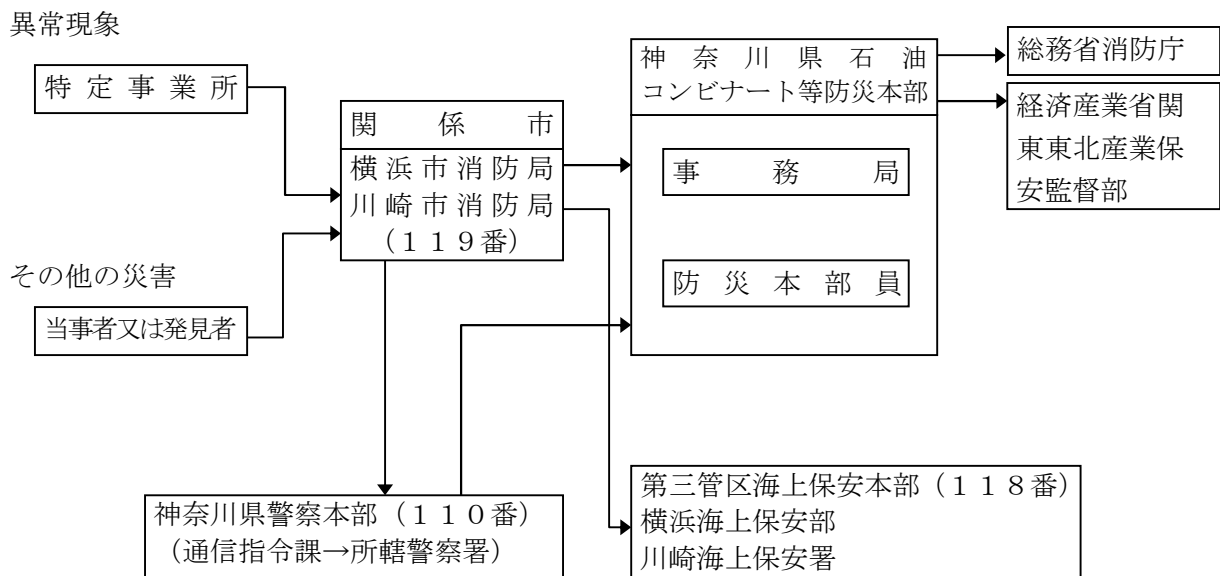 異常現象
特定事業所
関係市
横浜市消防局
川崎市消防局
（１１９番）
その他の災害
当事者又は発見者
神奈川県石油
コンビナート等防災本部
事務局
防災本部員
総務省消防庁
経済産業省関
東東北産業保
安監督部
神奈川県警察本部（１１０番）
（通信指令課→所轄警察署）
第三管区海上保安本部（１１８番）
横浜海上保安部
川崎海上保安署